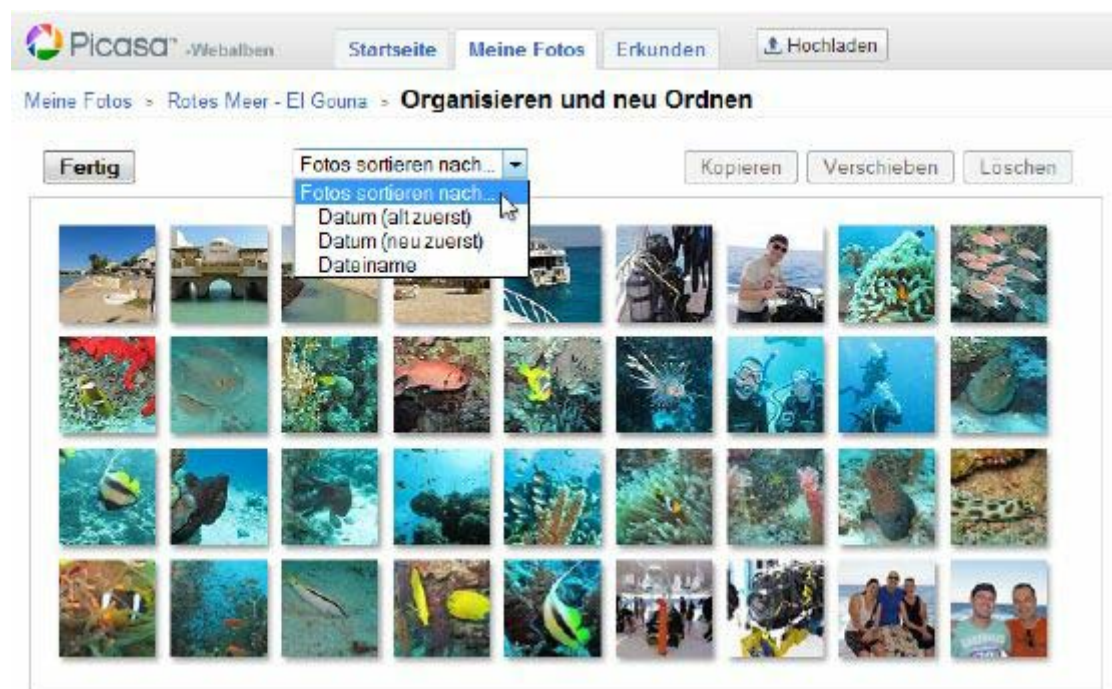 Picasa™ -Webalben Startseite Meine Fotos Erkunden Hochladen
Meine Fotos > Rotes Meer - El Gouna > Organisieren und neu Ordnen
Fertig Fotos sortieren nach... Kopieren Verschieben Löschen
Fotos sortieren nach...
Datum (alt zuerst)
Datum (neu zuerst)
Dateiname